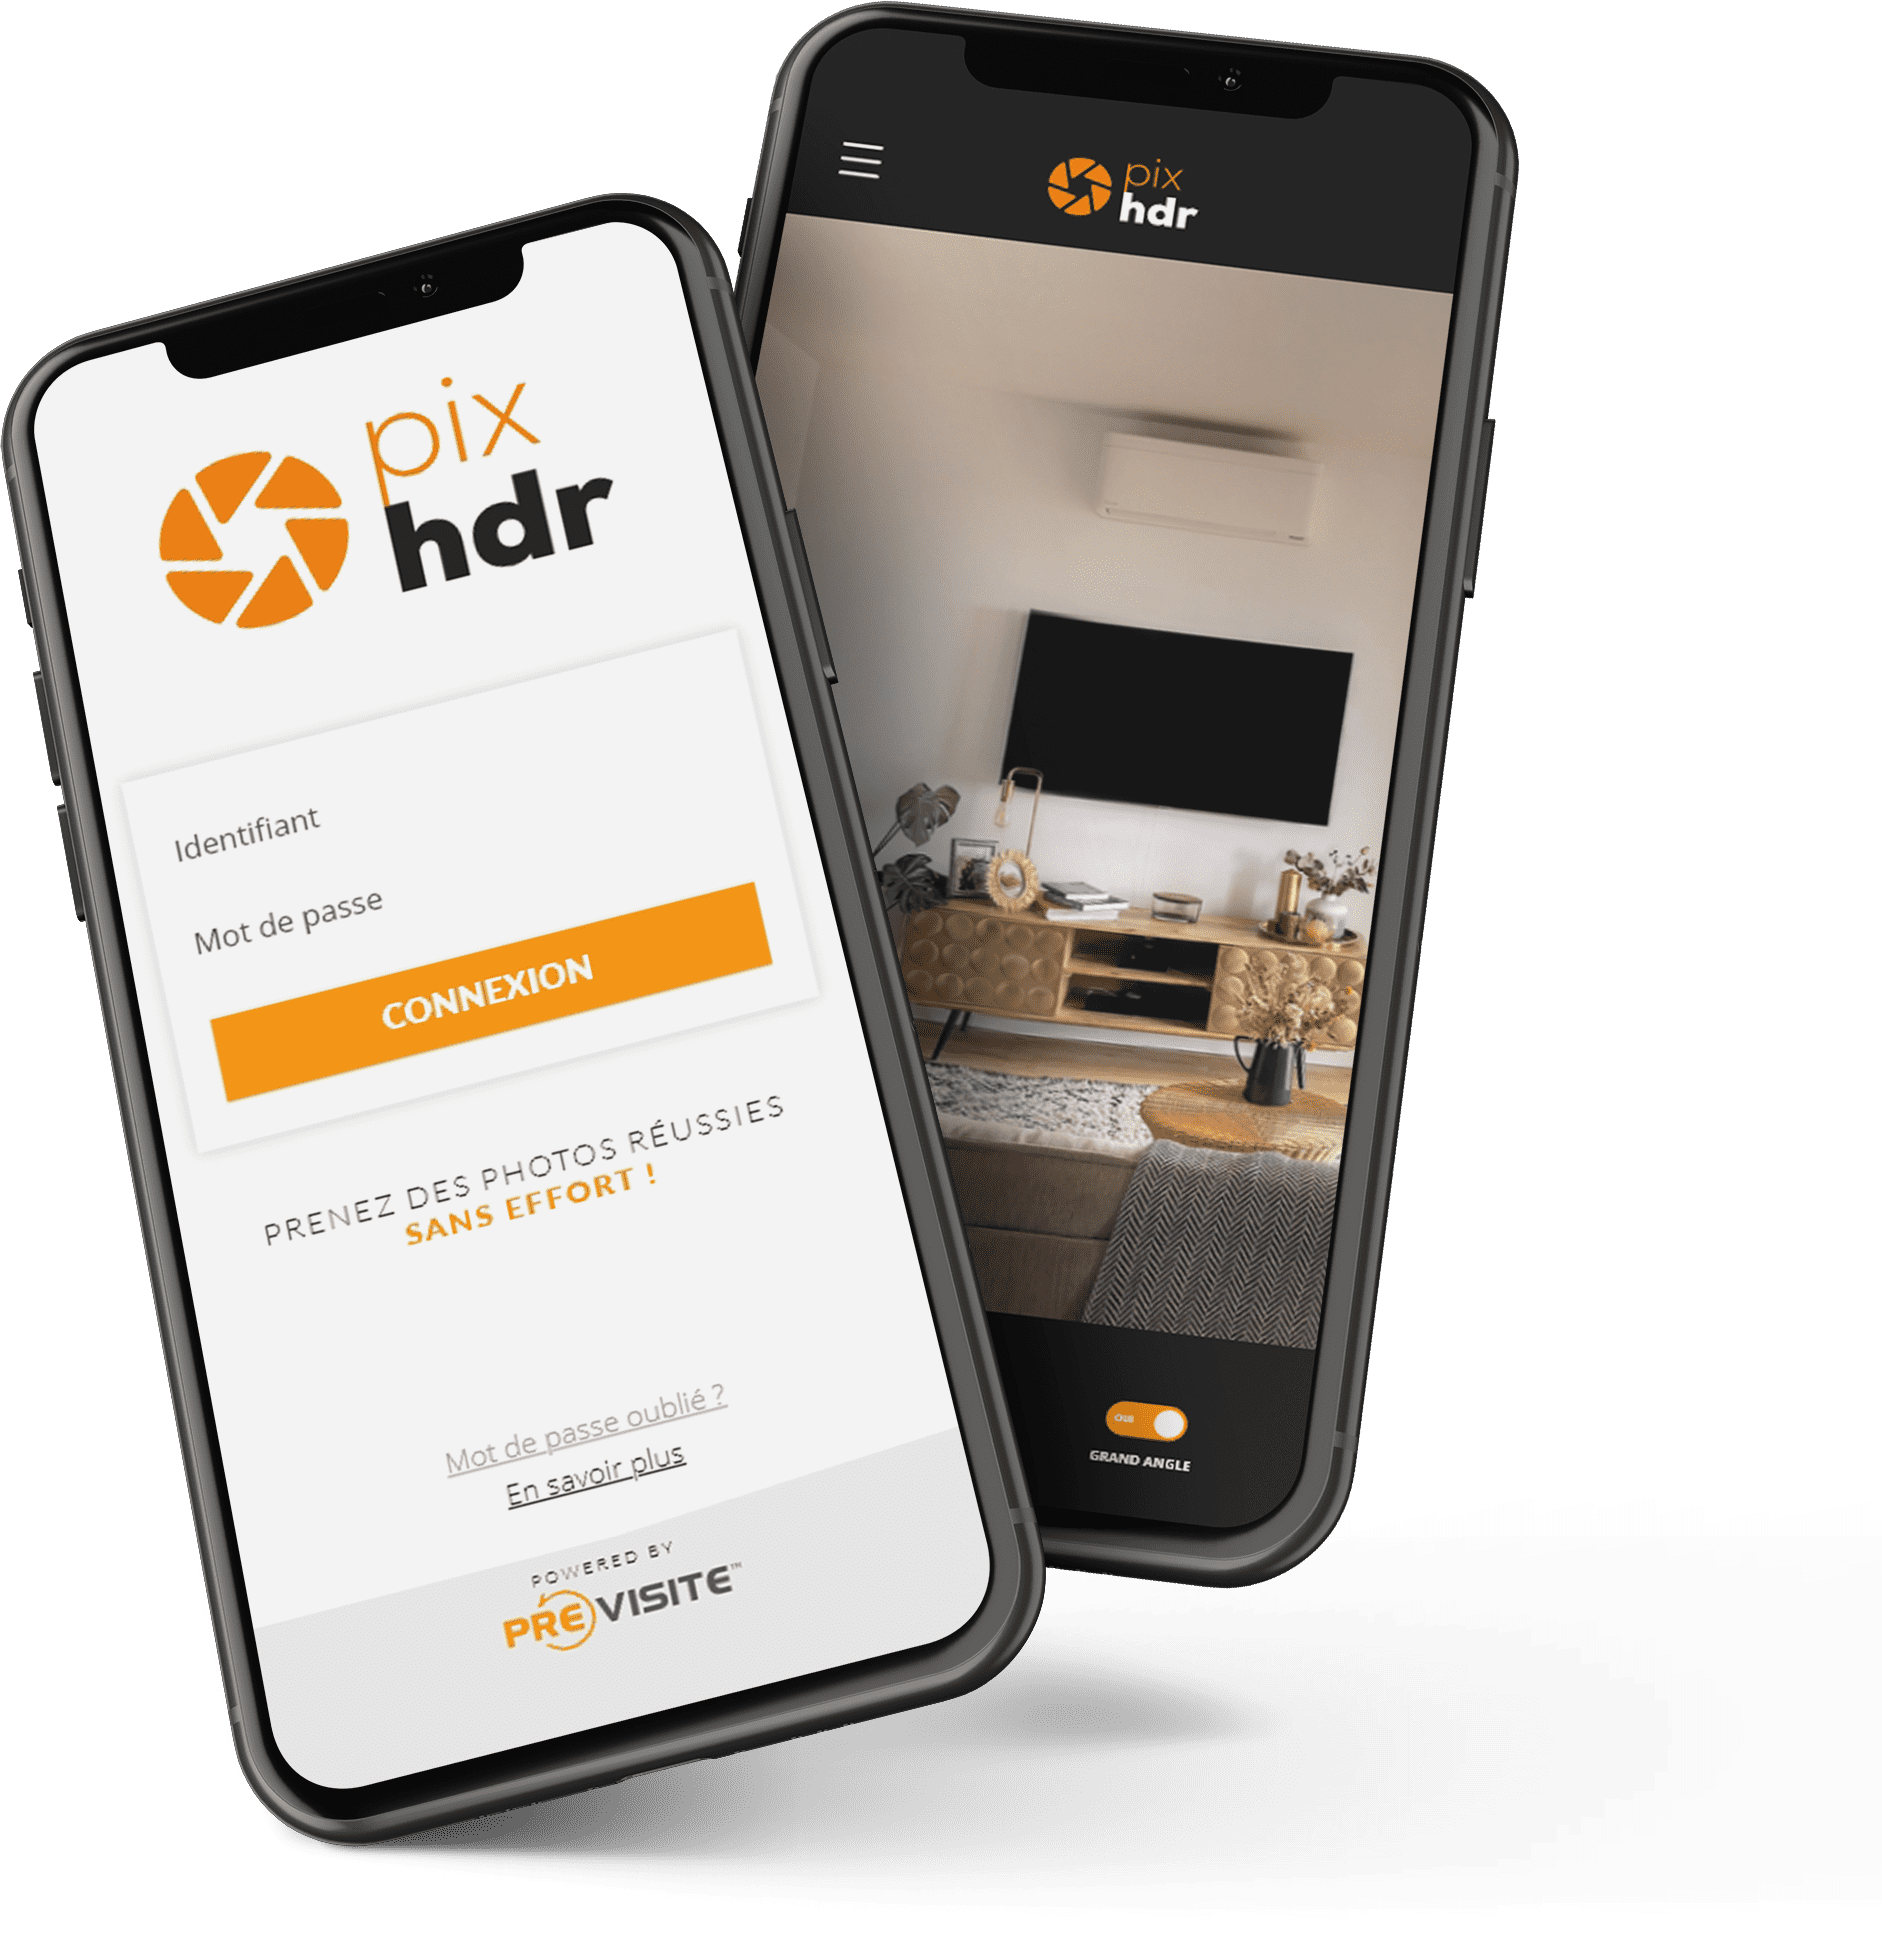 pix
hdr
Identifiant
Mot de passe
CONNEXION
PRENEZ DES PHOTOS RÉUSSIES
SANS EFFORT !
Mot de passe oublié ?
En savoir plus
POWERED BY
PREVISITE™
pix
hdr
OUI
GRAND ANGLE